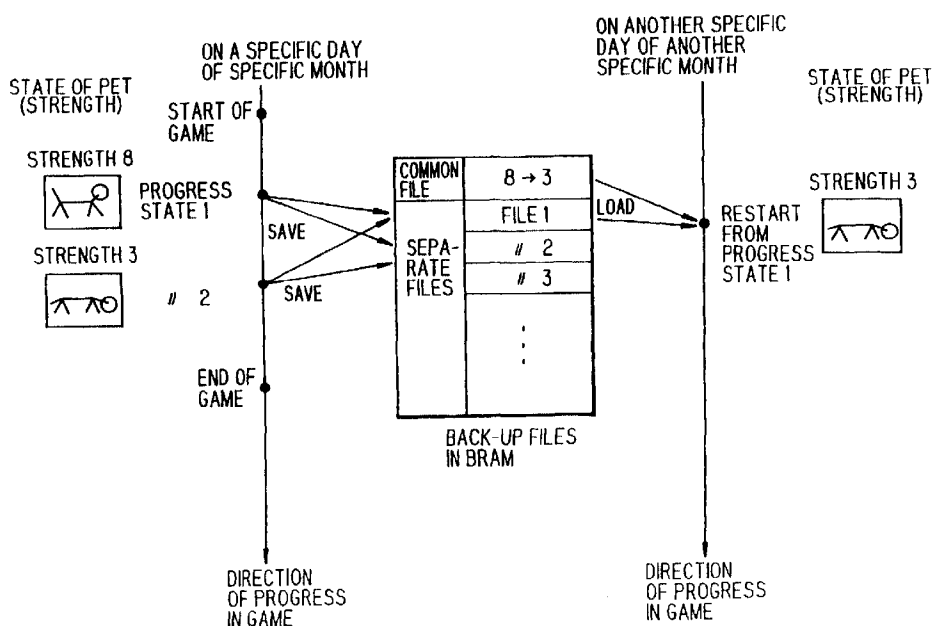 ON A SPECIFIC DAY
OF SPECIFIC MONTH
STATE OF PET
(STRENGTH)
START OF
GAME
STRENGTH 8
PROGRESS
STATE 1
SAVE
STRENGTH 3
〃 2
SAVE
END OF
GAME
DIRECTION
OF PROGRESS
IN GAME
COMMON
FILE
8 → 3
SEPA-
RATE
FILES
FILE 1
〃 2
〃 3
LOAD
BACK-UP FILES
IN BRAM
ON ANOTHER SPECIFIC
DAY OF ANOTHER
SPECIFIC MONTH
STATE OF PET
(STRENGTH)
STRENGTH 3
RESTART
FROM
PROGRESS
STATE 1
DIRECTION
OF PROGRESS
IN GAME